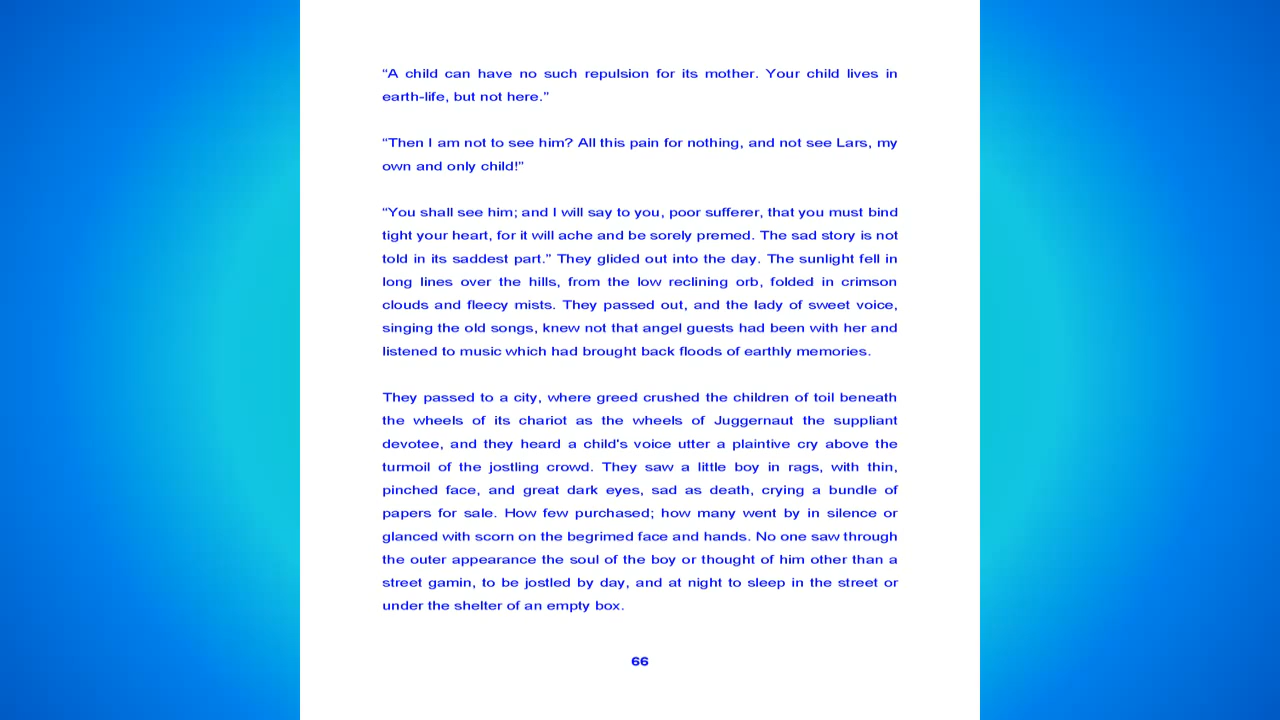 “A child can have no such repulsion for its mother. Your child lives in
earth-life, but not here.”
“Then I am not to see him? All this pain for nothing, and not see Lars, my
own and only child!”
“You shall see him; and I will say to you, poor sufferer, that you must bind
tight your heart, for it will ache and be sorely premed. The sad story is not
told in its saddest part.” They glided out into the day. The sunlight fell in
long lines over the hills, from the low reclining orb, folded in crimson
clouds and fleecy mists. They passed out, and the lady of sweet voice,
singing the old songs, knew not that angel guests had been with her and
listened to music which had brought back floods of earthly memories.
They passed to a city, where greed crushed the children of toil beneath
the wheels of its chariot as the wheels of Juggernaut the suppliant
devotee, and they heard a child's voice utter a plaintive cry above the
turmoil of the jostling crowd. They saw a little boy in rags, with thin,
pinched face, and great dark eyes, sad as death, crying a bundle of
papers for sale. How few purchased; how many went by in silence or
glanced with scorn on the begrimed face and hands. No one saw through
the outer appearance the soul of the boy or thought of him other than a
street gamin, to be jostled by day, and at night to sleep in the street or
under the shelter of an empty box.
66